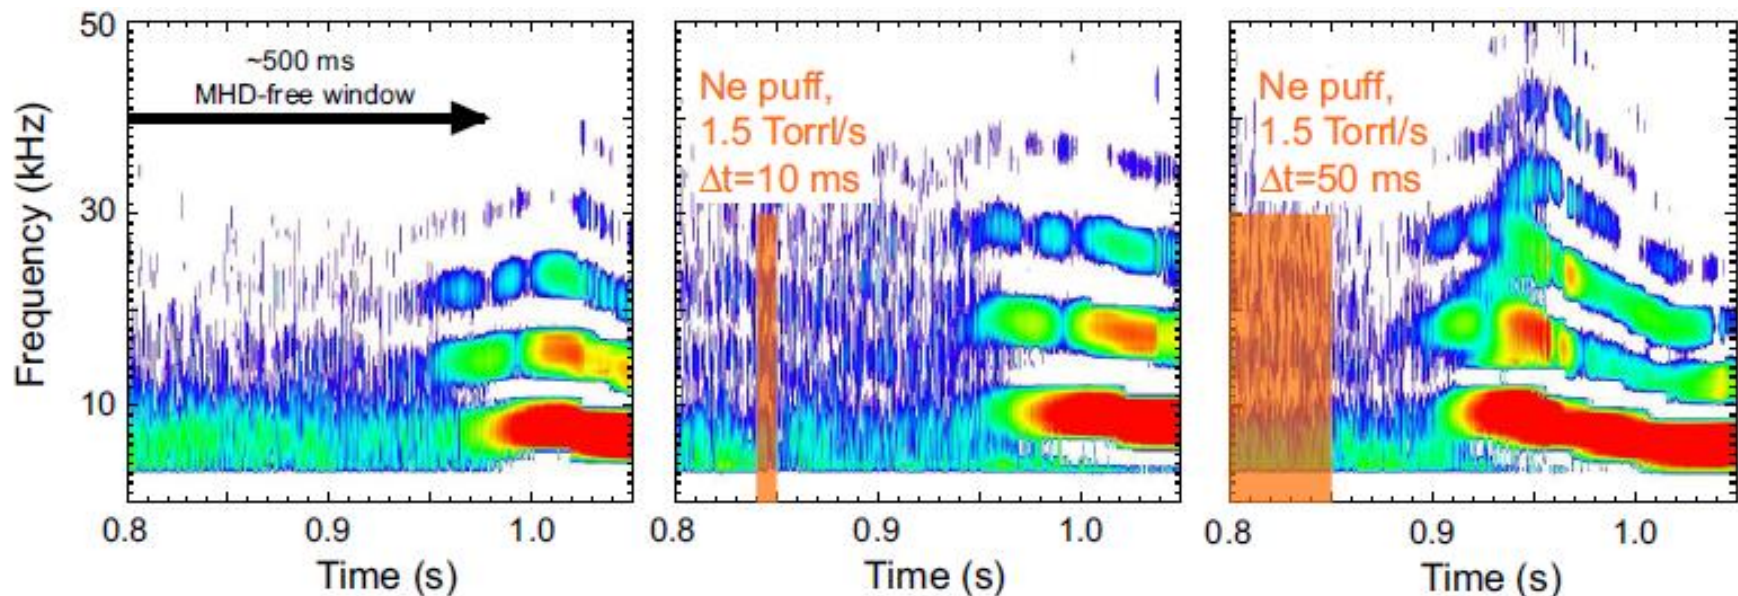 50
30
10
Frequency (kHz)
~500 ms
MHD-free window
0.8 0.9 1.0
Time (s)
Ne puff,
1.5 Torrl/s
Δt=10 ms
0.8 0.9 1.0
Time (s)
Ne puff,
1.5 Torrl/s
Δt=50 ms
0.8 0.9 1.0
Time (s)